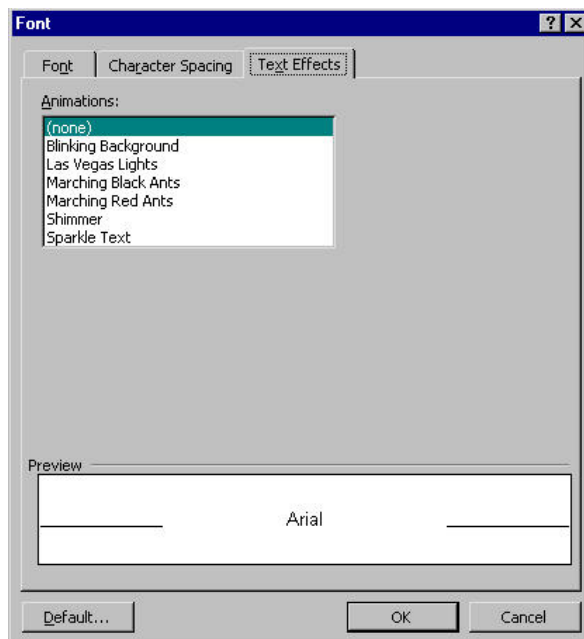 Font
Font Character Spacing Text Effects
Animations:
(none)
Blinking Background
Las Vegas Lights
Marching Black Ants
Marching Red Ants
Shimmer
Sparkle Text
Preview
Arial
Default... OK Cancel